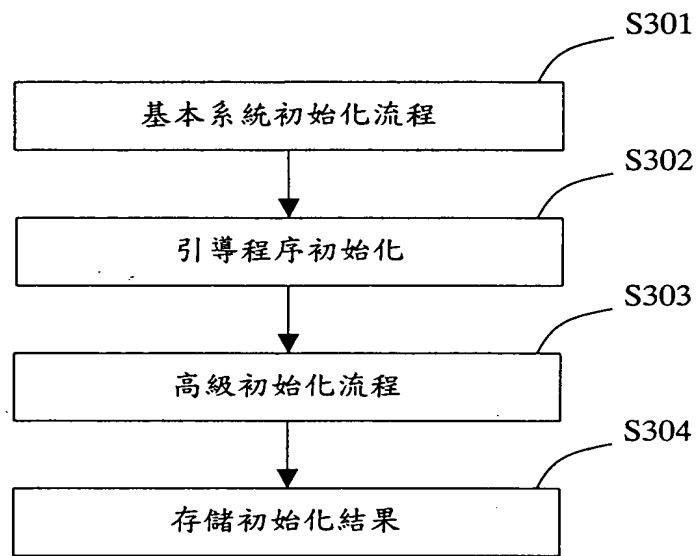 S301
基本系統初始化流程
S302
引導程序初始化
S303
高級初始化流程
S304
存儲初始化結果